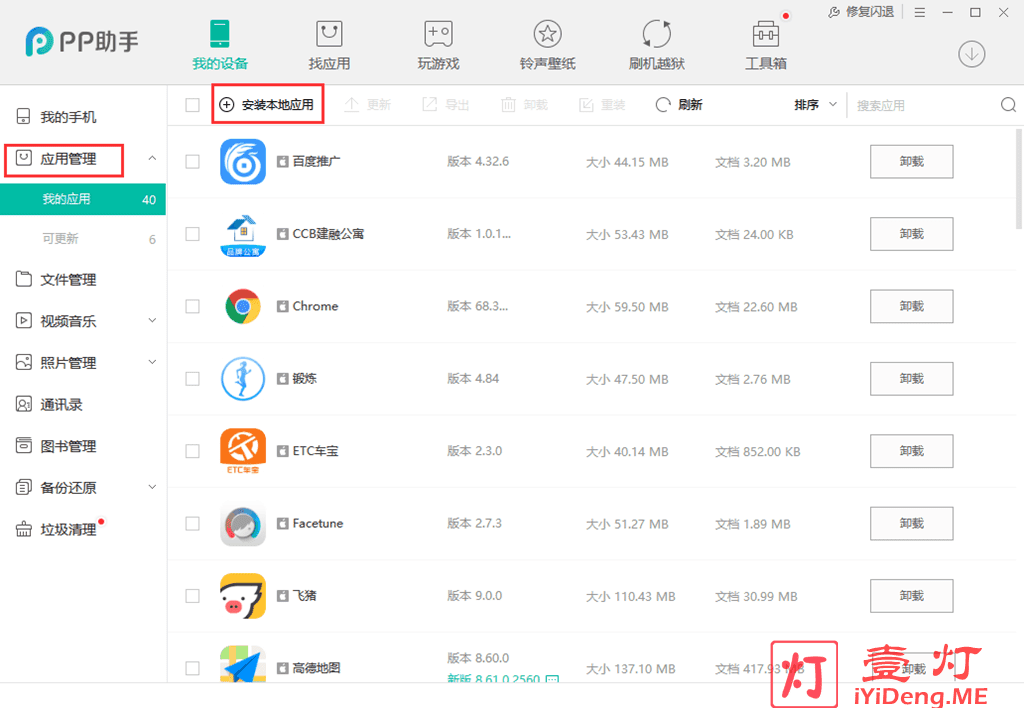 修复闪退
PP助手
我的设备
找应用
玩游戏
铃声壁纸
刷机越狱
工具箱
我的手机
应用管理
我的应用 40
可更新 6
文件管理
视频音乐
照片管理
通讯录
图书管理
备份还原
垃圾清理
安装本地应用 更新 导出 卸载 重装 刷新 排序 搜索应用
百度推广 版本 4.32.6 大小 44.15 MB 文档 3.20 MB 卸载
品牌公寓
CCB建融公寓 版本 1.0.1... 大小 53.43 MB 文档 24.00 KB 卸载
Chrome 版本 68.3... 大小 59.50 MB 文档 22.60 MB 卸载
锻炼 版本 4.84 大小 47.50 MB 文档 2.76 MB 卸载
ETC车宝
ETC车宝 版本 2.3.0 大小 40.14 MB 文档 852.00 KB 卸载
Facetune 版本 2.7.3 大小 51.27 MB 文档 1.89 MB 卸载
飞猪 版本 9.0.0 大小 110.43 MB 文档 30.99 MB 卸载
高德地图 版本 8.60.0 大小 137.10 MB 文档 417.93 MB 卸载
新版 8.61.0.2560
灯
壹灯
iYiDeng.ME